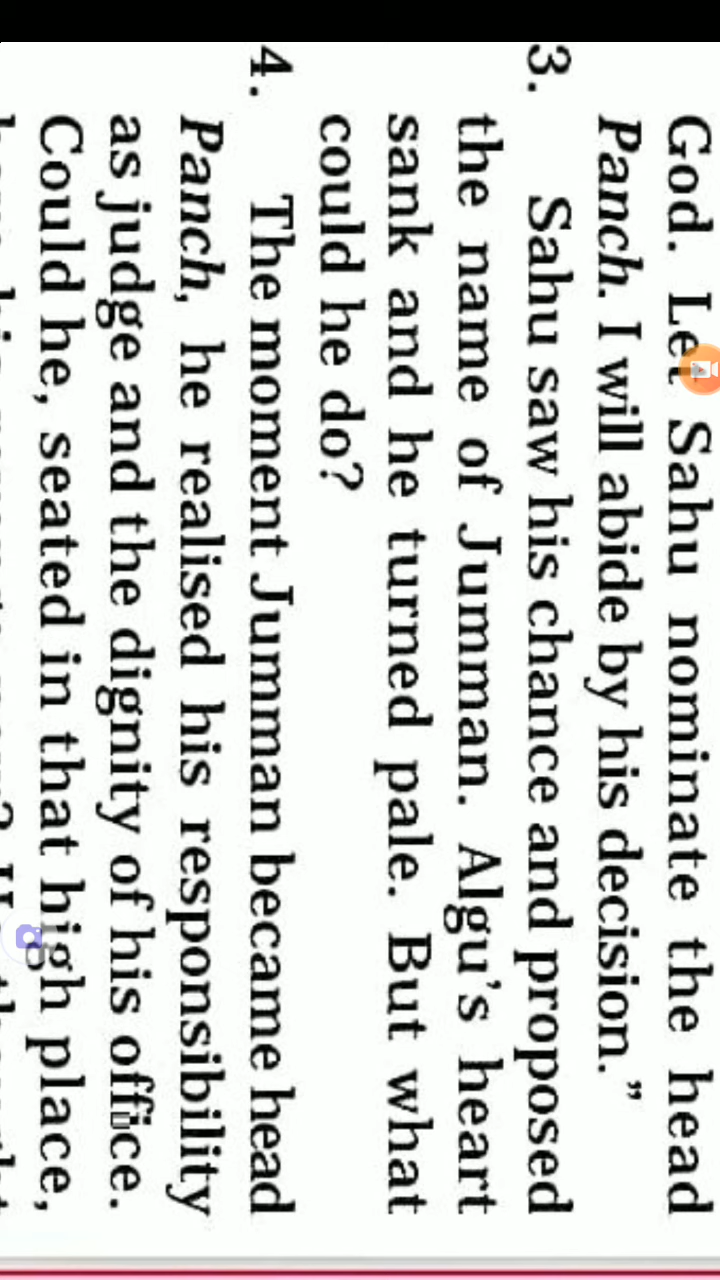 God. Let Sahu nominate the head
Panch. I will abide by his decision.”
3. Sahu saw his chance and proposed
the name of Jumman. Algu’s heart
sank and he turned pale. But what
could he do?
4. The moment Jumman became head
Panch, he realised his responsibility
as judge and the dignity of his office.
Could he, seated in that high place,